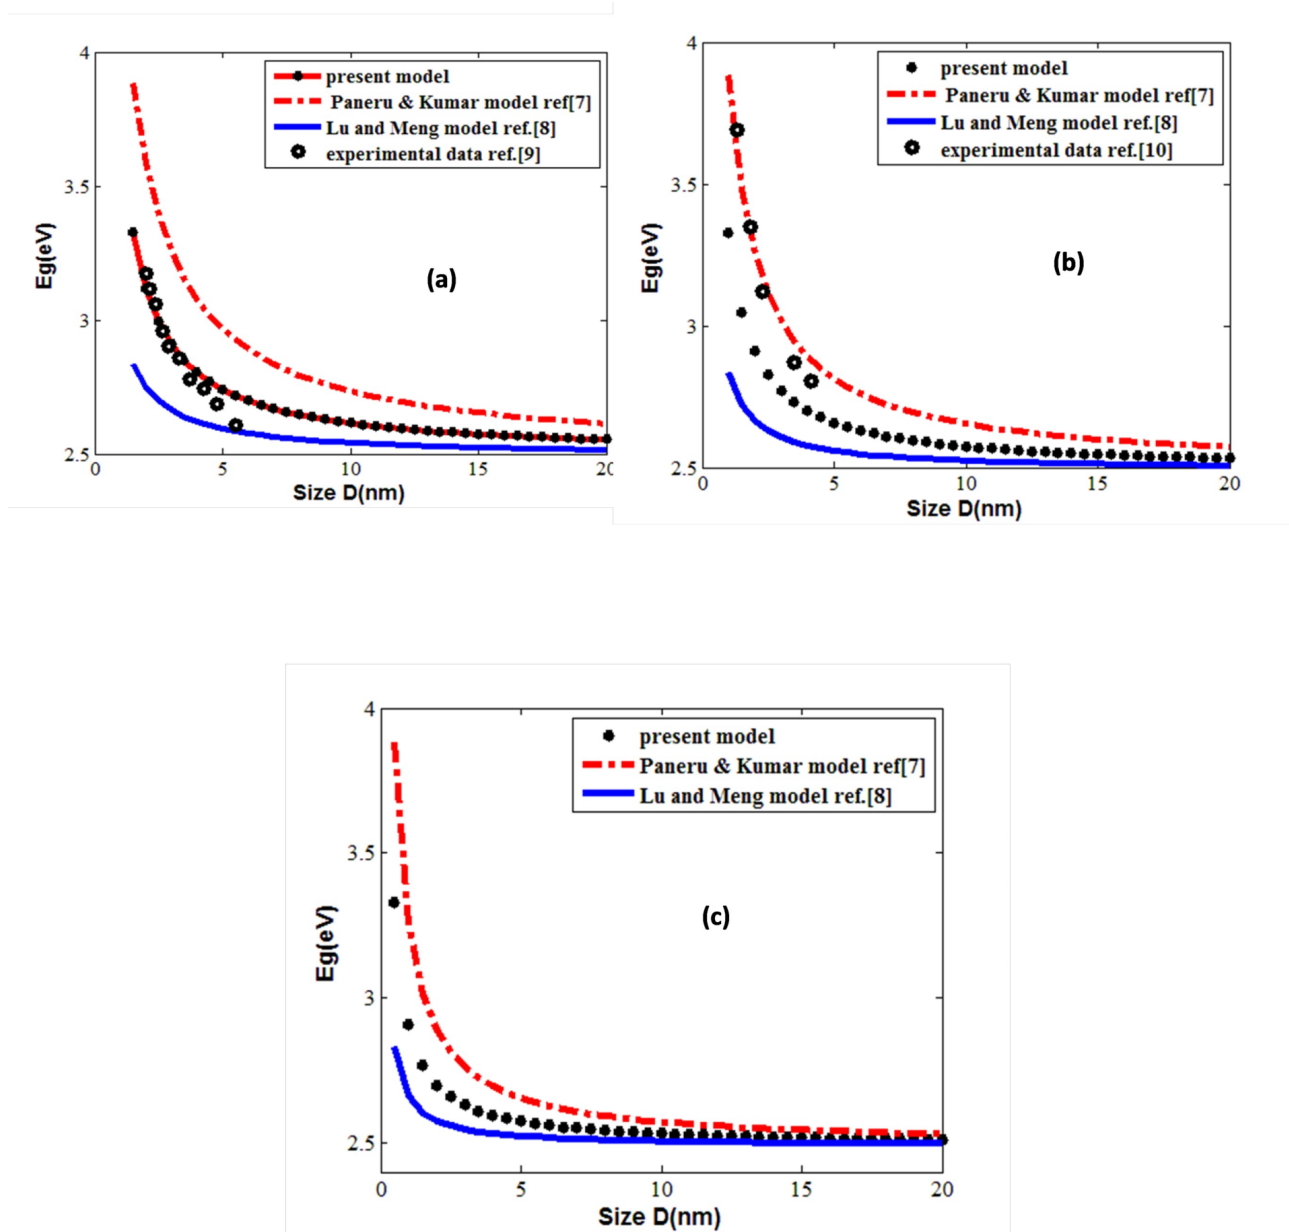 4
3.5
3
2.5
0
5
10
15
20
Eg(eV)
Size D(nm)
present model
Paneru & Kumar model ref[7]
Lu and Meng model ref.[8]
experimental data ref.[9]
(a)
4
3.5
3
2.5
0
5
10
15
20
Eg(eV)
Size D(nm)
present model
Paneru & Kumar model ref[7]
Lu and Meng model ref.[8]
experimental data ref.[10]
(b)
4
3.5
3
2.5
0
5
10
15
20
Eg(eV)
Size D(nm)
present model
Paneru & Kumar model ref[7]
Lu and Meng model ref.[8]
(c)